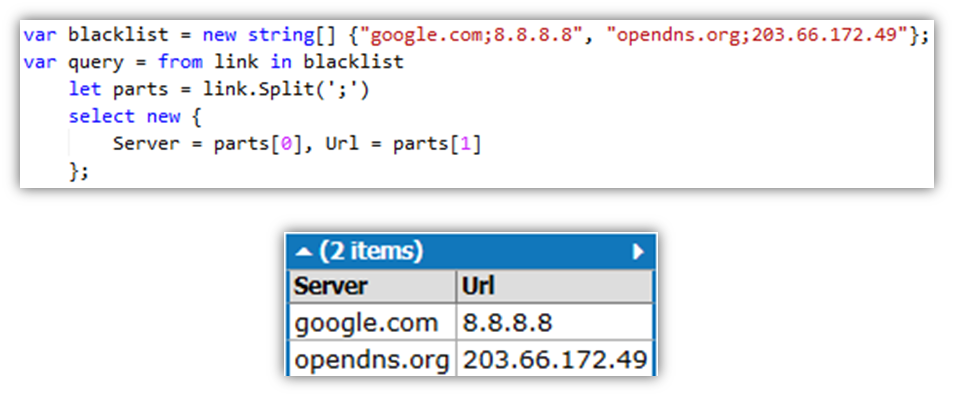 var blacklist = new string[] {"google.com;8.8.8.8", "opendns.org;203.66.172.49"};
var query = from link in blacklist
    let parts = link.Split(';')
    select new {
        Server = parts[0], Url = parts[1]
    };
(2 items)
Server Url
google.com 8.8.8.8
opendns.org 203.66.172.49